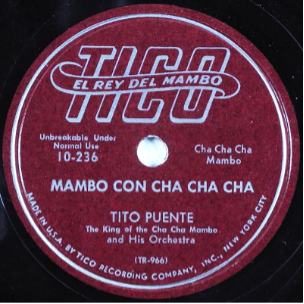 TICO
EL REY DEL MAMBO
Unbreakable Under
Normal Use
10-236
Cha Cha Cha
Mambo
MAMBO CON CHA CHA CHA
TITO PUENTE
The King of the Cha Cha Mambo
and His Orchestra
(TR-966)
MADE IN U.S.A. BY TICO RECORDING COMPANY, INC., NEW YORK CITY